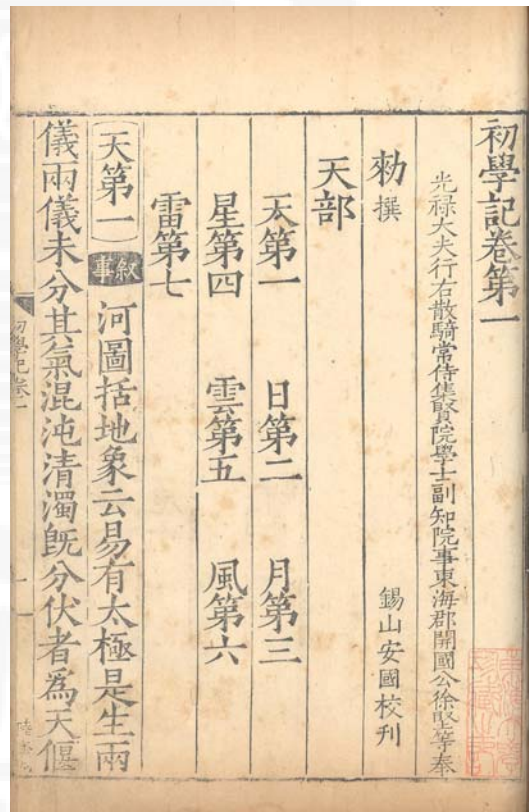 初學記卷第一
光禄大夫行右散騎常侍集賢院學士副知院事東海郡開國公徐堅等奉
勑撰 錫山安國校刋
天部
天第一 日第二 月第三
星第四 雲第五 風第六
雷第七
天第一 叙事 河圖括地象云易有太極是生兩
儀兩儀未分其氣混沌清濁既分伏者為天偃
初學記卷一